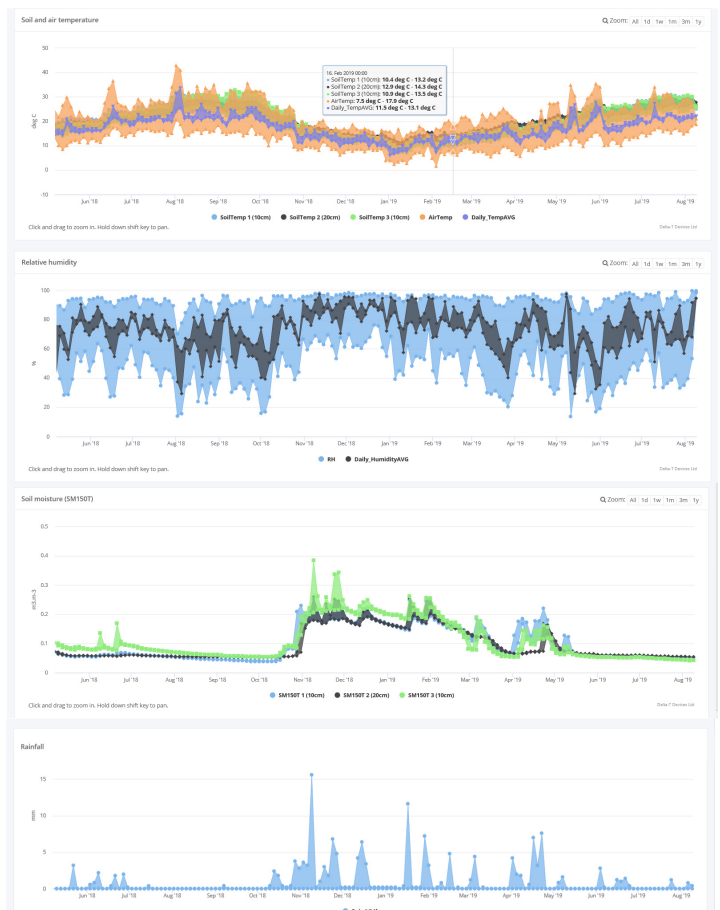 Soil and air temperature
Zoom: All 1d 1w 1m 3m 1y
50
40
30
20
10
0
-10
deg C
16. Feb 2019 00:00
SoilTemp 1 (10cm): 10.4 deg C - 13.2 deg C
SoilTemp 2 (20cm): 12.9 deg C - 14.3 deg C
SoilTemp 3 (10cm): 10.9 deg C - 13.5 deg C
AirTemp: 7.5 deg C - 17.9 deg C
Daily_TempAVG: 11.5 deg C - 13.1 deg C
Jun '18 Jul '18 Aug '18 Sep '18 Oct '18 Nov '18 Dec '18 Jan '19 Feb '19 Mar '19 Apr '19 May '19 Jun '19 Jul '19 Aug '19
SoilTemp 1 (10cm) SoilTemp 2 (20cm) SoilTemp 3 (10cm) AirTemp Daily_TempAVG
Click and drag to zoom in. Hold down shift key to pan.
Delta-T Devices Ltd
Relative humidity
Zoom: All 1d 1w 1m 3m 1y
100
80
60
40
20
0
%
Jun '18 Jul '18 Aug '18 Sep '18 Oct '18 Nov '18 Dec '18 Jan '19 Feb '19 Mar '19 Apr '19 May '19 Jun '19 Jul '19 Aug '19
RH Daily_HumidityAVG
Click and drag to zoom in. Hold down shift key to pan.
Delta-T Devices Ltd
Soil moisture (SM150T)
Zoom: All 1d 1w 1m 3m 1y
0.5
0.4
0.3
0.2
0.1
0
m3.m-3
Jun '18 Jul '18 Aug '18 Sep '18 Oct '18 Nov '18 Dec '18 Jan '19 Feb '19 Mar '19 Apr '19 May '19 Jun '19 Jul '19 Aug '19
SM150T 1 (10cm) SM150T 2 (20cm) SM150T 3 (10cm)
Click and drag to zoom in. Hold down shift key to pan.
Delta-T Devices Ltd
Rainfall
15
10
5
0
mm
Jun '18 Jul '18 Aug '18 Sep '18 Oct '18 Nov '18 Dec '18 Jan '19 Feb '19 Mar '19 Apr '19 May '19 Jun '19 Jul '19 Aug '19